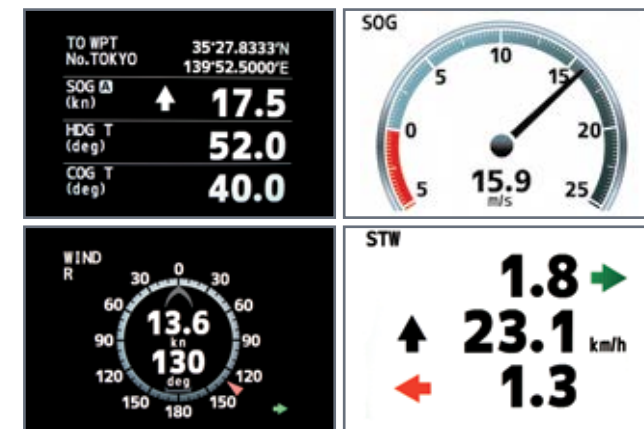 TO WPT
No.TOKYO
35°27.8333'N
139°52.5000'E
SOG A
(kn)
17.5
HDG T
(deg)
52.0
COG T
(deg)
40.0
SOG
10
5
15
0
20
5
25
15.9
m/s
WIND
R
0
30
30
60
60
90
90
120
120
150
150
180
13.6
kn
130
deg
STW
1.8
23.1 km/h
1.3